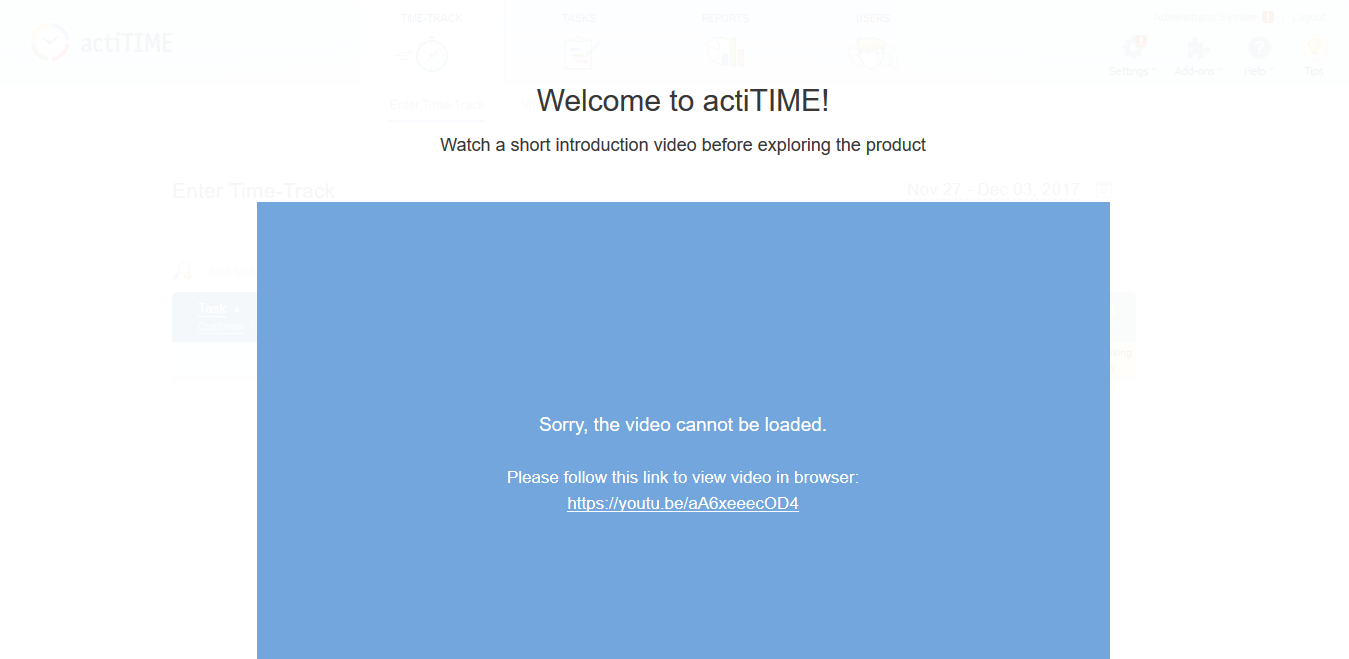 actiTIME
TIME-TRACK
TASKS
REPORTS
USERS
Logout
Settings
Add-ons
Help
Tips
Enter Time-Track
Welcome to actiTIME!
Watch a short introduction video before exploring the product
Enter Time-Track
Nov 27 - Dec 03, 2017
Task
Customer
Sorry, the video cannot be loaded.
Please follow this link to view video in browser:
https://youtu.be/aA6xeeecOD4